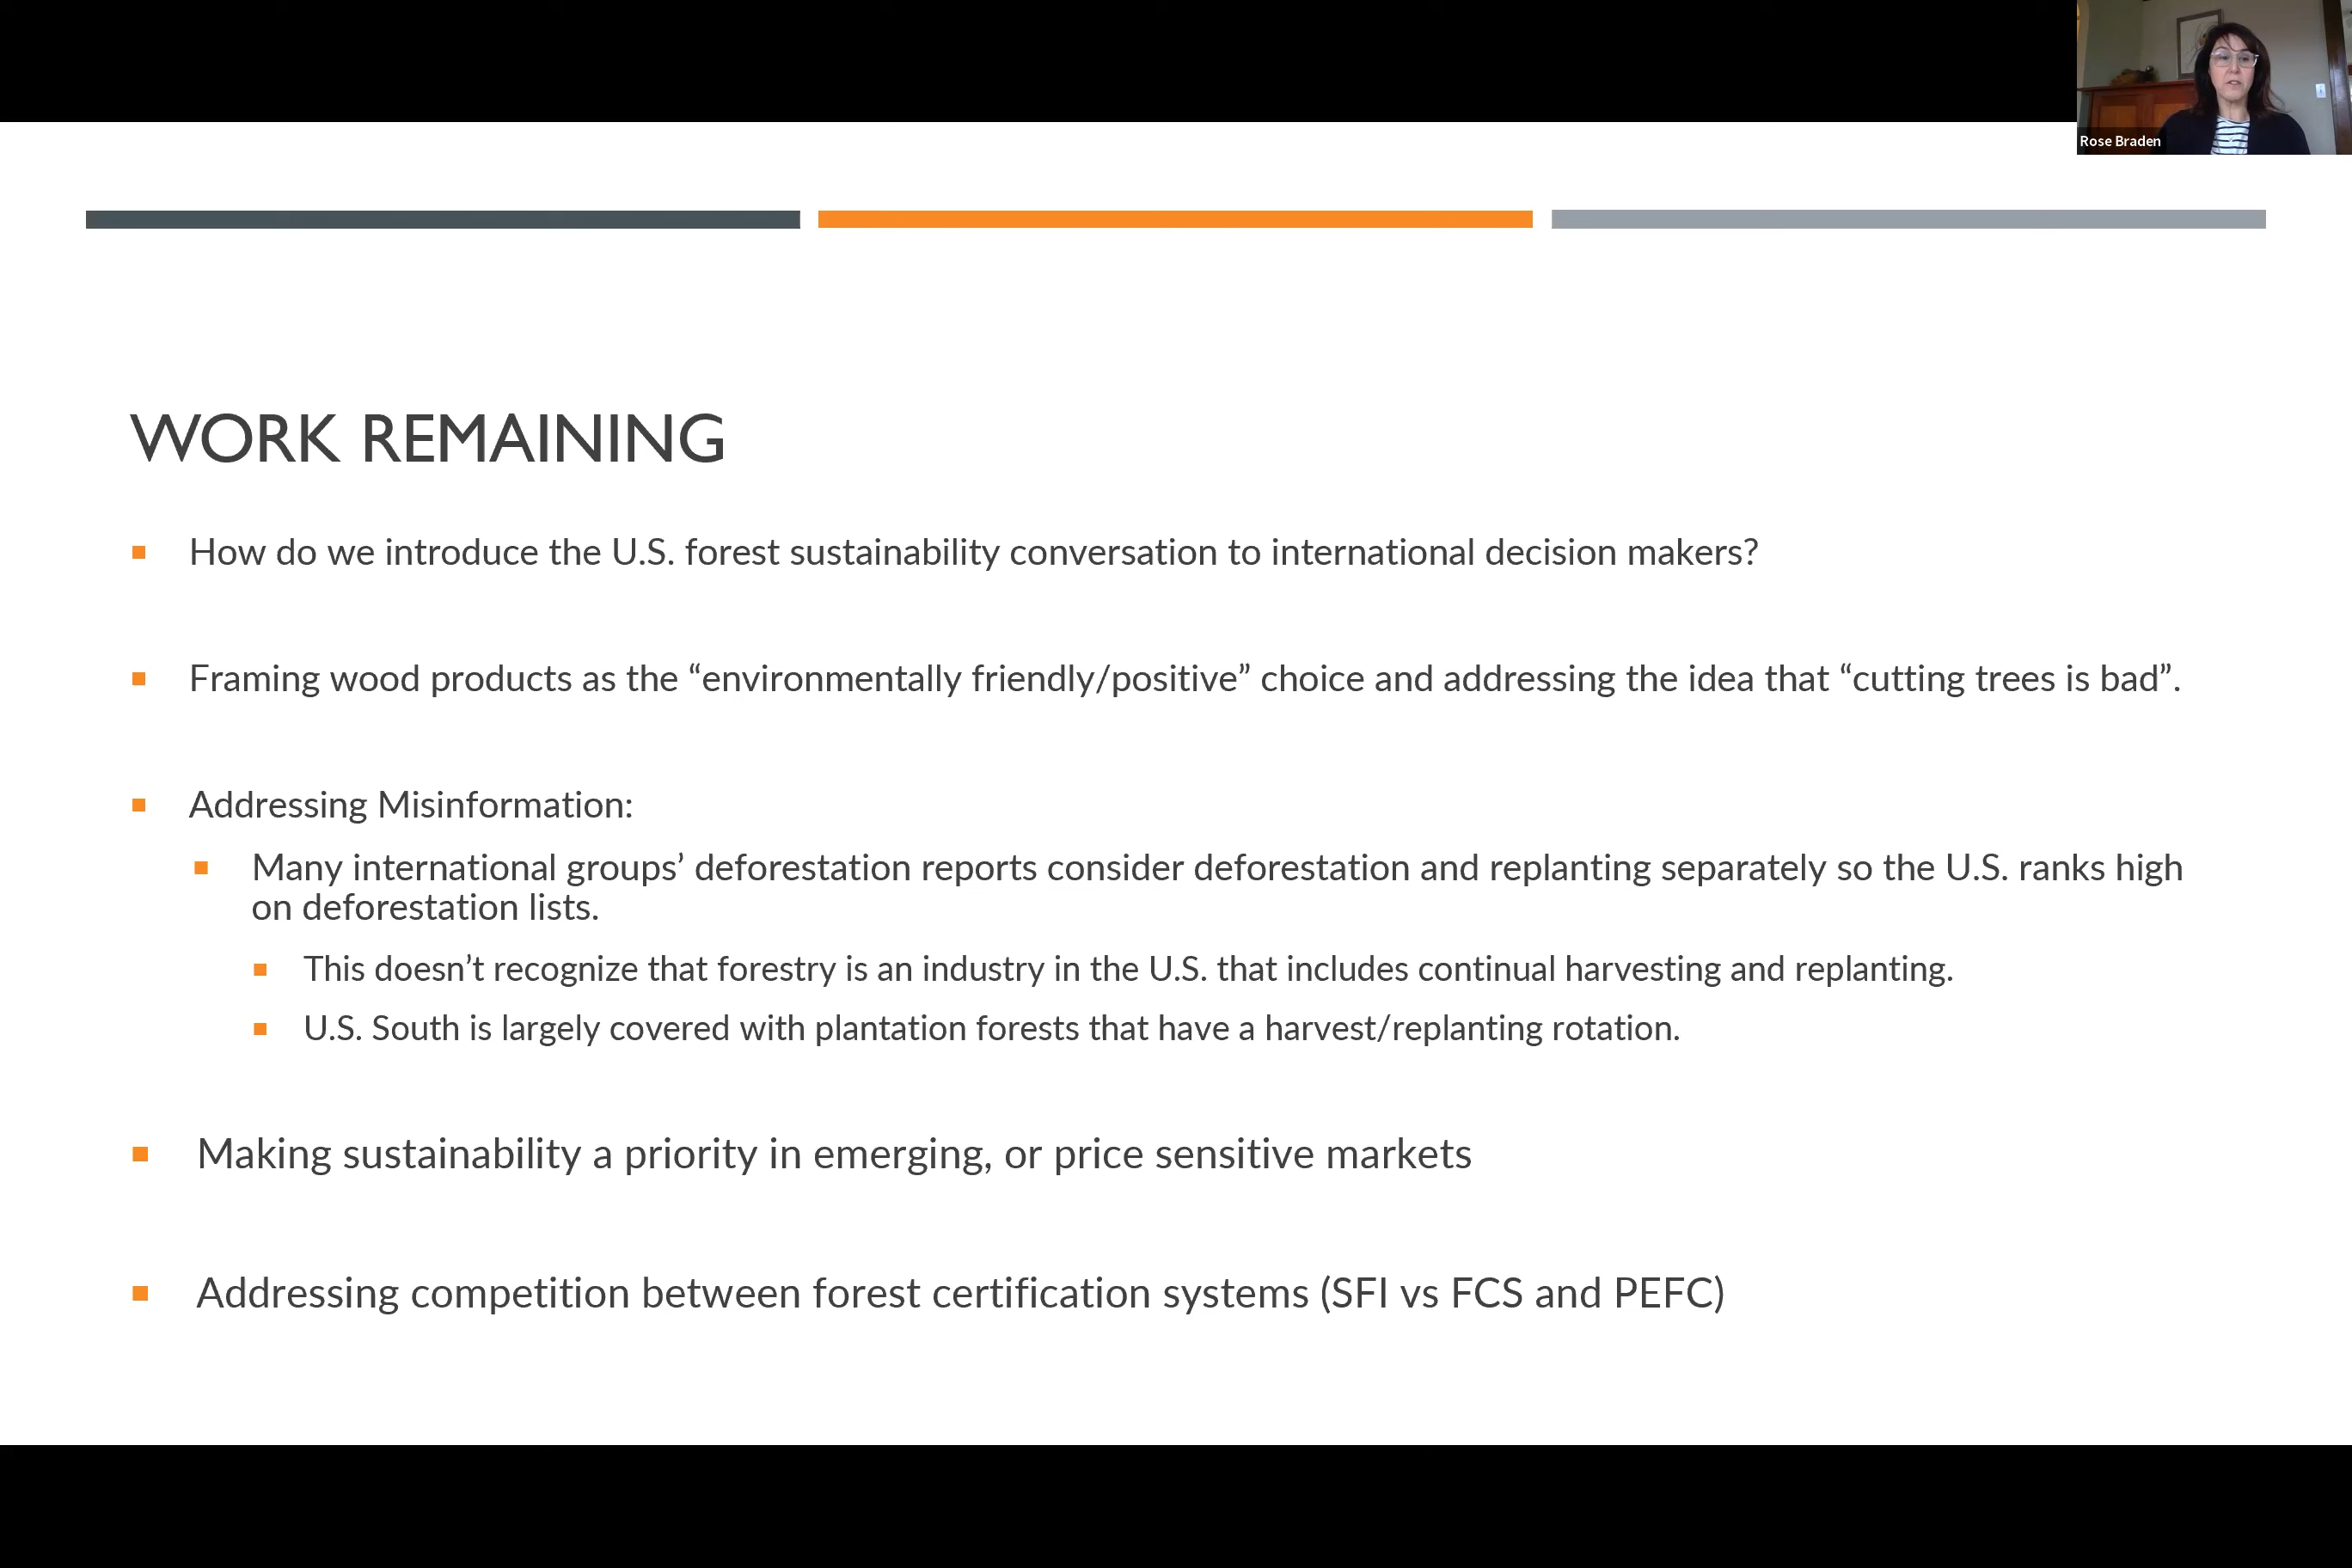 Rose Braden
WORK REMAINING
How do we introduce the U.S. forest sustainability conversation to international decision makers?
Framing wood products as the “environmentally friendly/positive” choice and addressing the idea that “cutting trees is bad”.
Addressing Misinformation:
Many international groups’ deforestation reports consider deforestation and replanting separately so the U.S. ranks high
on deforestation lists.
This doesn’t recognize that forestry is an industry in the U.S. that includes continual harvesting and replanting.
U.S. South is largely covered with plantation forests that have a harvest/replanting rotation.
Making sustainability a priority in emerging, or price sensitive markets
Addressing competition between forest certification systems (SFI vs FCS and PEFC)